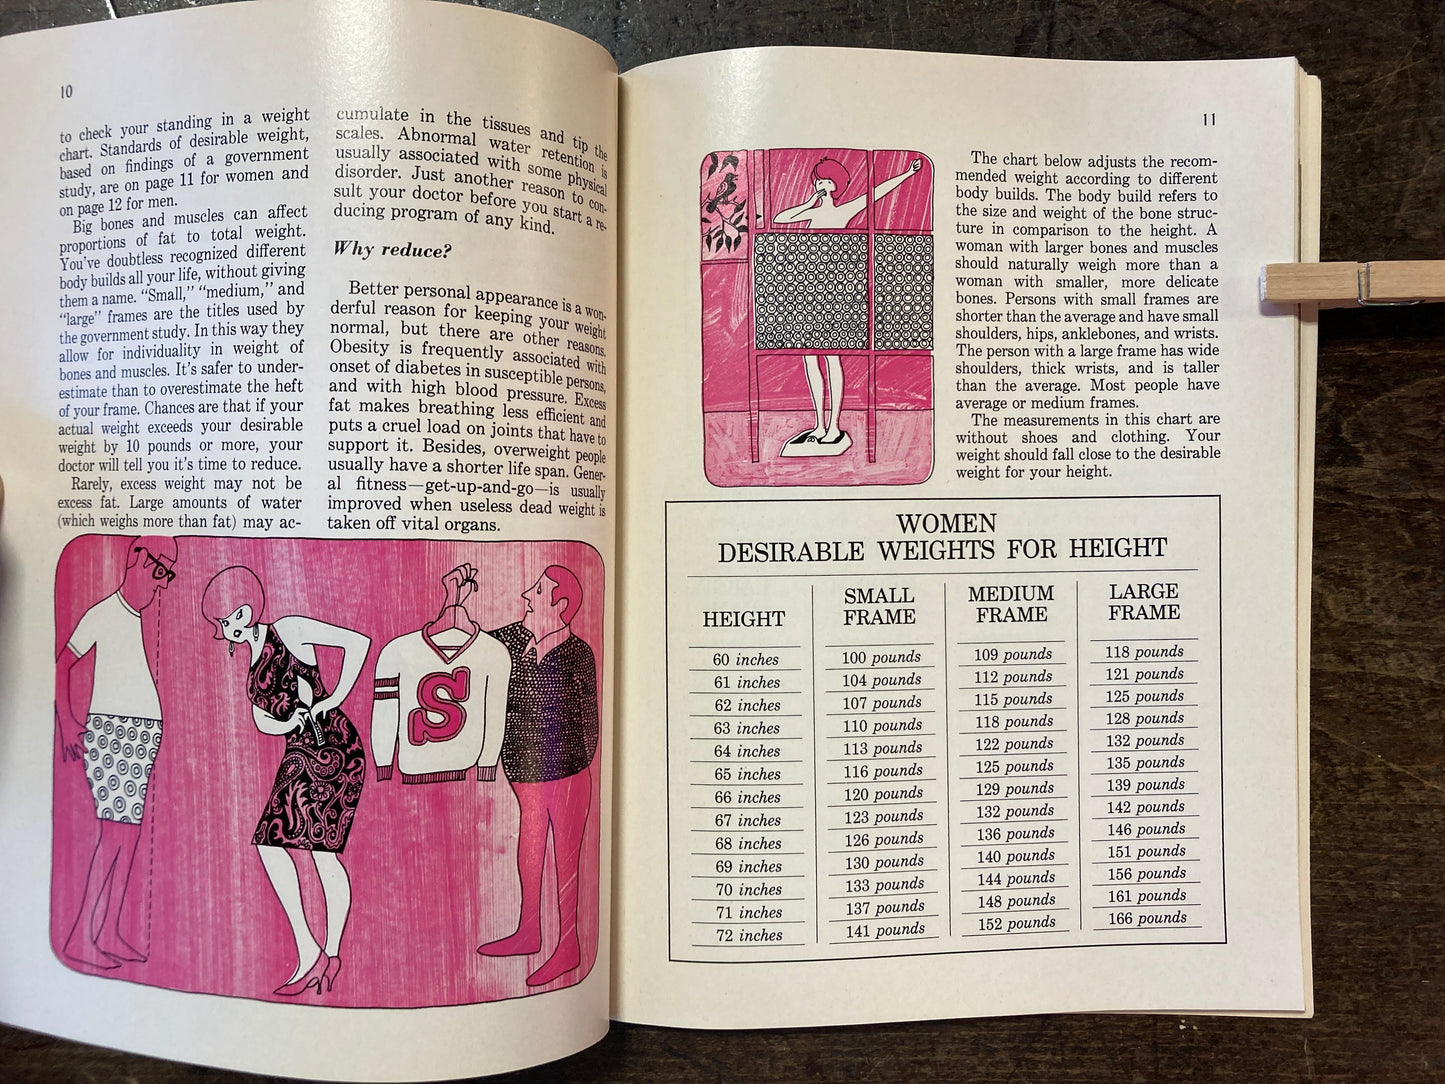 10
to check your standing in a weight
chart. Standards of desirable weight,
based on findings of a government
study, are on page 11 for women and
on page 12 for men.
Big bones and muscles can affect
proportions of fat to total weight.
You've doubtless recognized different
body builds all your life, without giving
them a name. “Small,” “medium,” and
“large” frames are the titles used by
the government study. In this way they
allow for individuality in weight of
bones and muscles. It's safer to under-
estimate than to overestimate the heft
of your frame. Chances are that if your
actual weight exceeds your desirable
weight by 10 pounds or more, your
doctor will tell you it's time to reduce.
Rarely, excess weight may not be
excess fat. Large amounts of water
(which weighs more than fat) may ac-
cumulate in the tissues and tip the
scales. Abnormal water retention is
usually associated with some physical
disorder. Just another reason to con-
sult your doctor before you start a re-
ducing program of any kind.
Why reduce?
Better personal appearance is a won-
derful reason for keeping your weight
normal, but there are other reasons.
Obesity is frequently associated with
onset of diabetes in susceptible persons,
and with high blood pressure. Excess
fat makes breathing less efficient and
puts a cruel load on joints that have to
support it. Besides, overweight people
usually have a shorter life span. Gener-
al fitness—get-up-and-go—is usually
improved when useless dead weight is
taken off vital organs.
S
11
The chart below adjusts the recom-
mended weight according to different
body builds. The body build refers to
the size and weight of the bone struc-
ture in comparison to the height. A
woman with larger bones and muscles
should naturally weigh more than a
woman with smaller, more delicate
bones. Persons with small frames are
shorter than the average and have small
shoulders, hips, anklebones, and wrists.
The person with a large frame has wide
shoulders, thick wrists, and is taller
than the average. Most people have
average or medium frames.
The measurements in this chart are
without shoes and clothing. Your
weight should fall close to the desirable
weight for your height.
WOMEN
DESIRABLE WEIGHTS FOR HEIGHT
HEIGHT SMALL FRAME MEDIUM FRAME LARGE FRAME
60 inches 100 pounds 109 pounds 118 pounds
61 inches 104 pounds 112 pounds 121 pounds
62 inches 107 pounds 115 pounds 125 pounds
63 inches 110 pounds 118 pounds 128 pounds
64 inches 113 pounds 122 pounds 132 pounds
65 inches 116 pounds 125 pounds 135 pounds
66 inches 120 pounds 129 pounds 139 pounds
67 inches 123 pounds 132 pounds 142 pounds
68 inches 126 pounds 136 pounds 146 pounds
69 inches 130 pounds 140 pounds 151 pounds
70 inches 133 pounds 144 pounds 156 pounds
71 inches 137 pounds 148 pounds 161 pounds
72 inches 141 pounds 152 pounds 166 pounds